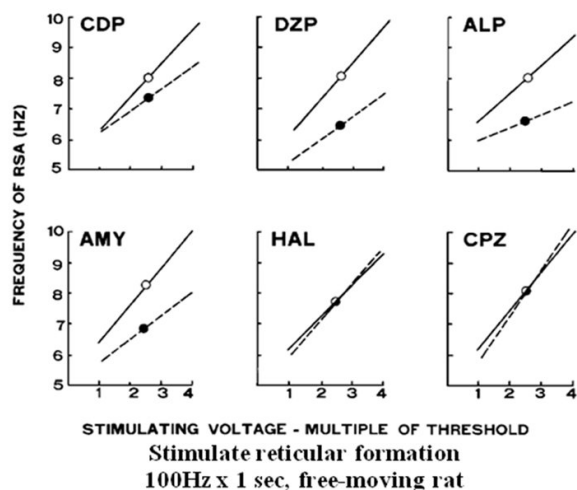 CDP
DZP
ALP
10
9
8
7
6
5
FREQUENCY OF RSA (HZ)
AMY
HAL
CPZ
10
9
8
7
6
5
1 2 3 4
1 2 3 4
1 2 3 4
STIMULATING VOLTAGE - MULTIPLE OF THRESHOLD
Stimulate reticular formation
100Hz x 1 sec, free-moving rat